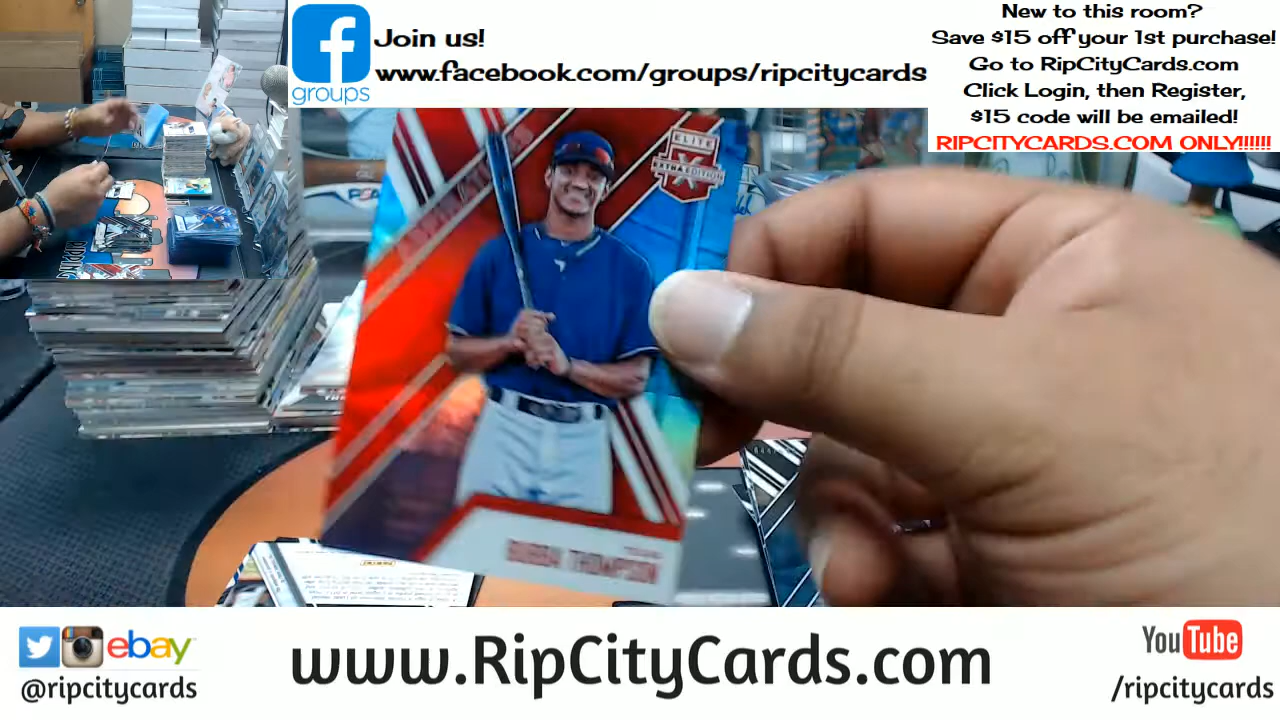 groups
Join us!
www.facebook.com/groups/ripcitycards
New to this room?
Save $15 off your 1st purchase!
Go to RipCityCards.com
Click Login, then Register,
$15 code will be emailed!
RIPCITYCARDS.COM ONLY!!!!!!
ELITE
EXTRA EDITION
BUBBA THOMPSON
ebay
@ripcitycards
www.RipCityCards.com
YouTube
/ripcitycards